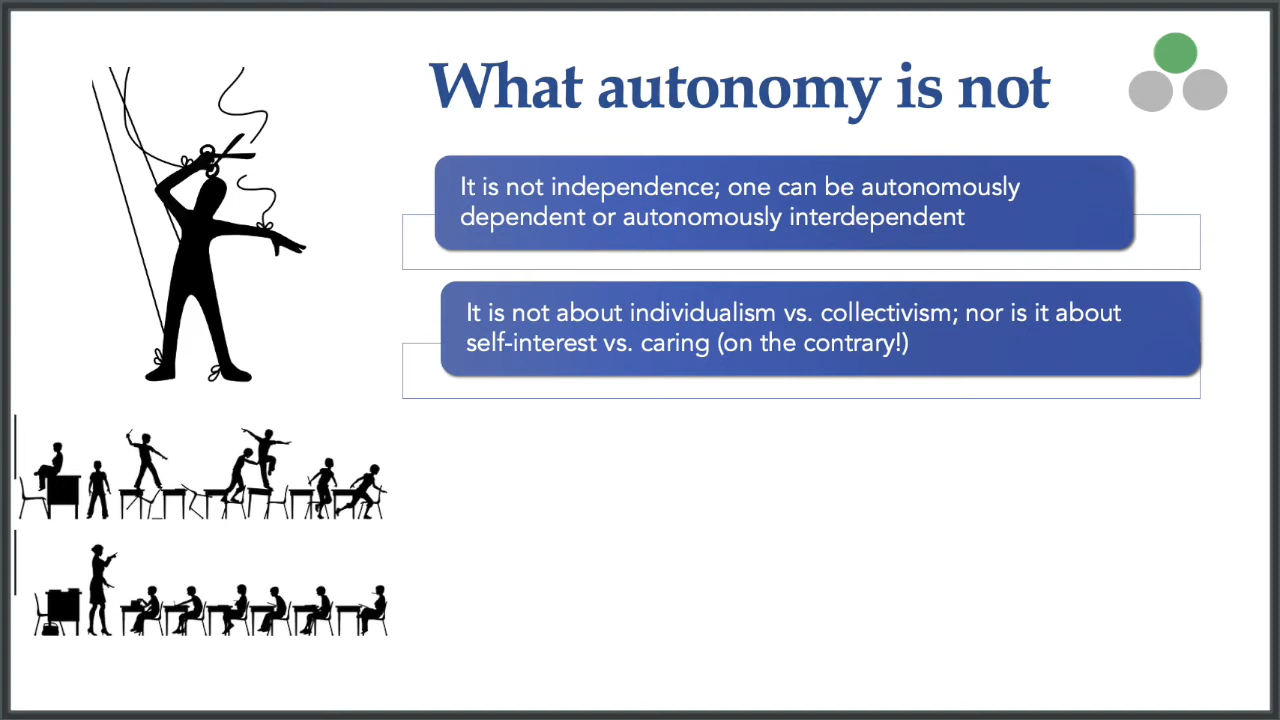 What autonomy is not
It is not independence; one can be autonomously
dependent or autonomously interdependent
It is not about individualism vs. collectivism; nor is it about
self-interest vs. caring (on the contrary!)